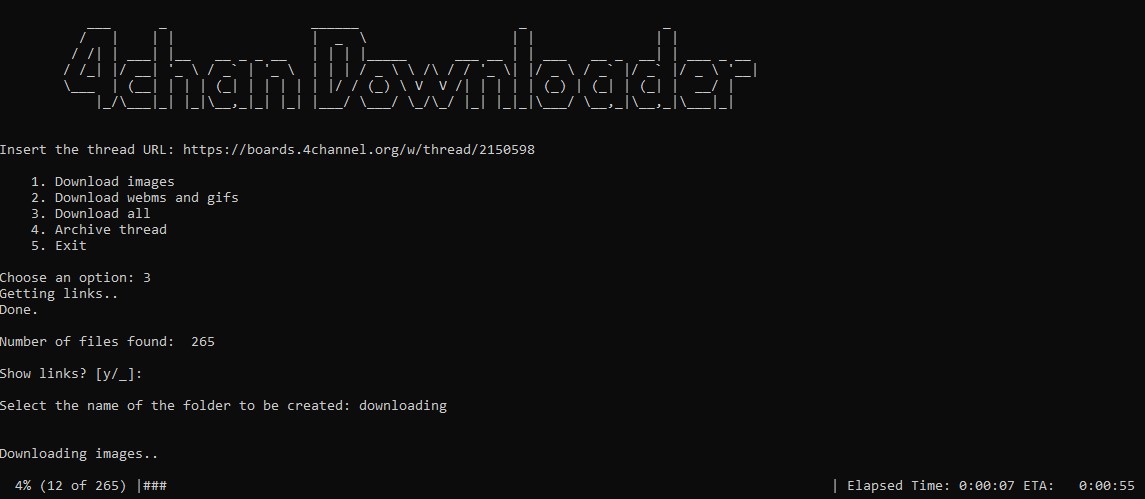 4chan Downloader
Insert the thread URL: https://boards.4channel.org/w/thread/2150598
1. Download images
2. Download webms and gifs
3. Download all
4. Archive thread
5. Exit
Choose an option: 3
Getting links..
Done.
Number of files found:  265
Show links? [y/_]:
Select the name of the folder to be created: downloading
Downloading images..
4% (12 of 265) |### | Elapsed Time: 0:00:07 ETA:   0:00:55